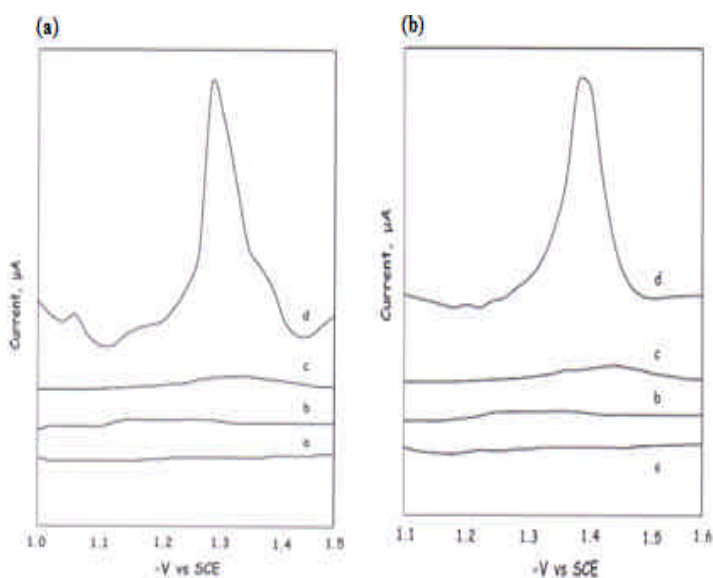 (a)
(b)
Current, µA
d
c
b
a
1.0 1.1 1.2 1.3 1.4 1.5
-V vs SCE
Current, µA
d
c
b
a
1.1 1.2 1.3 1.4 1.5 1.6
-V vs SCE